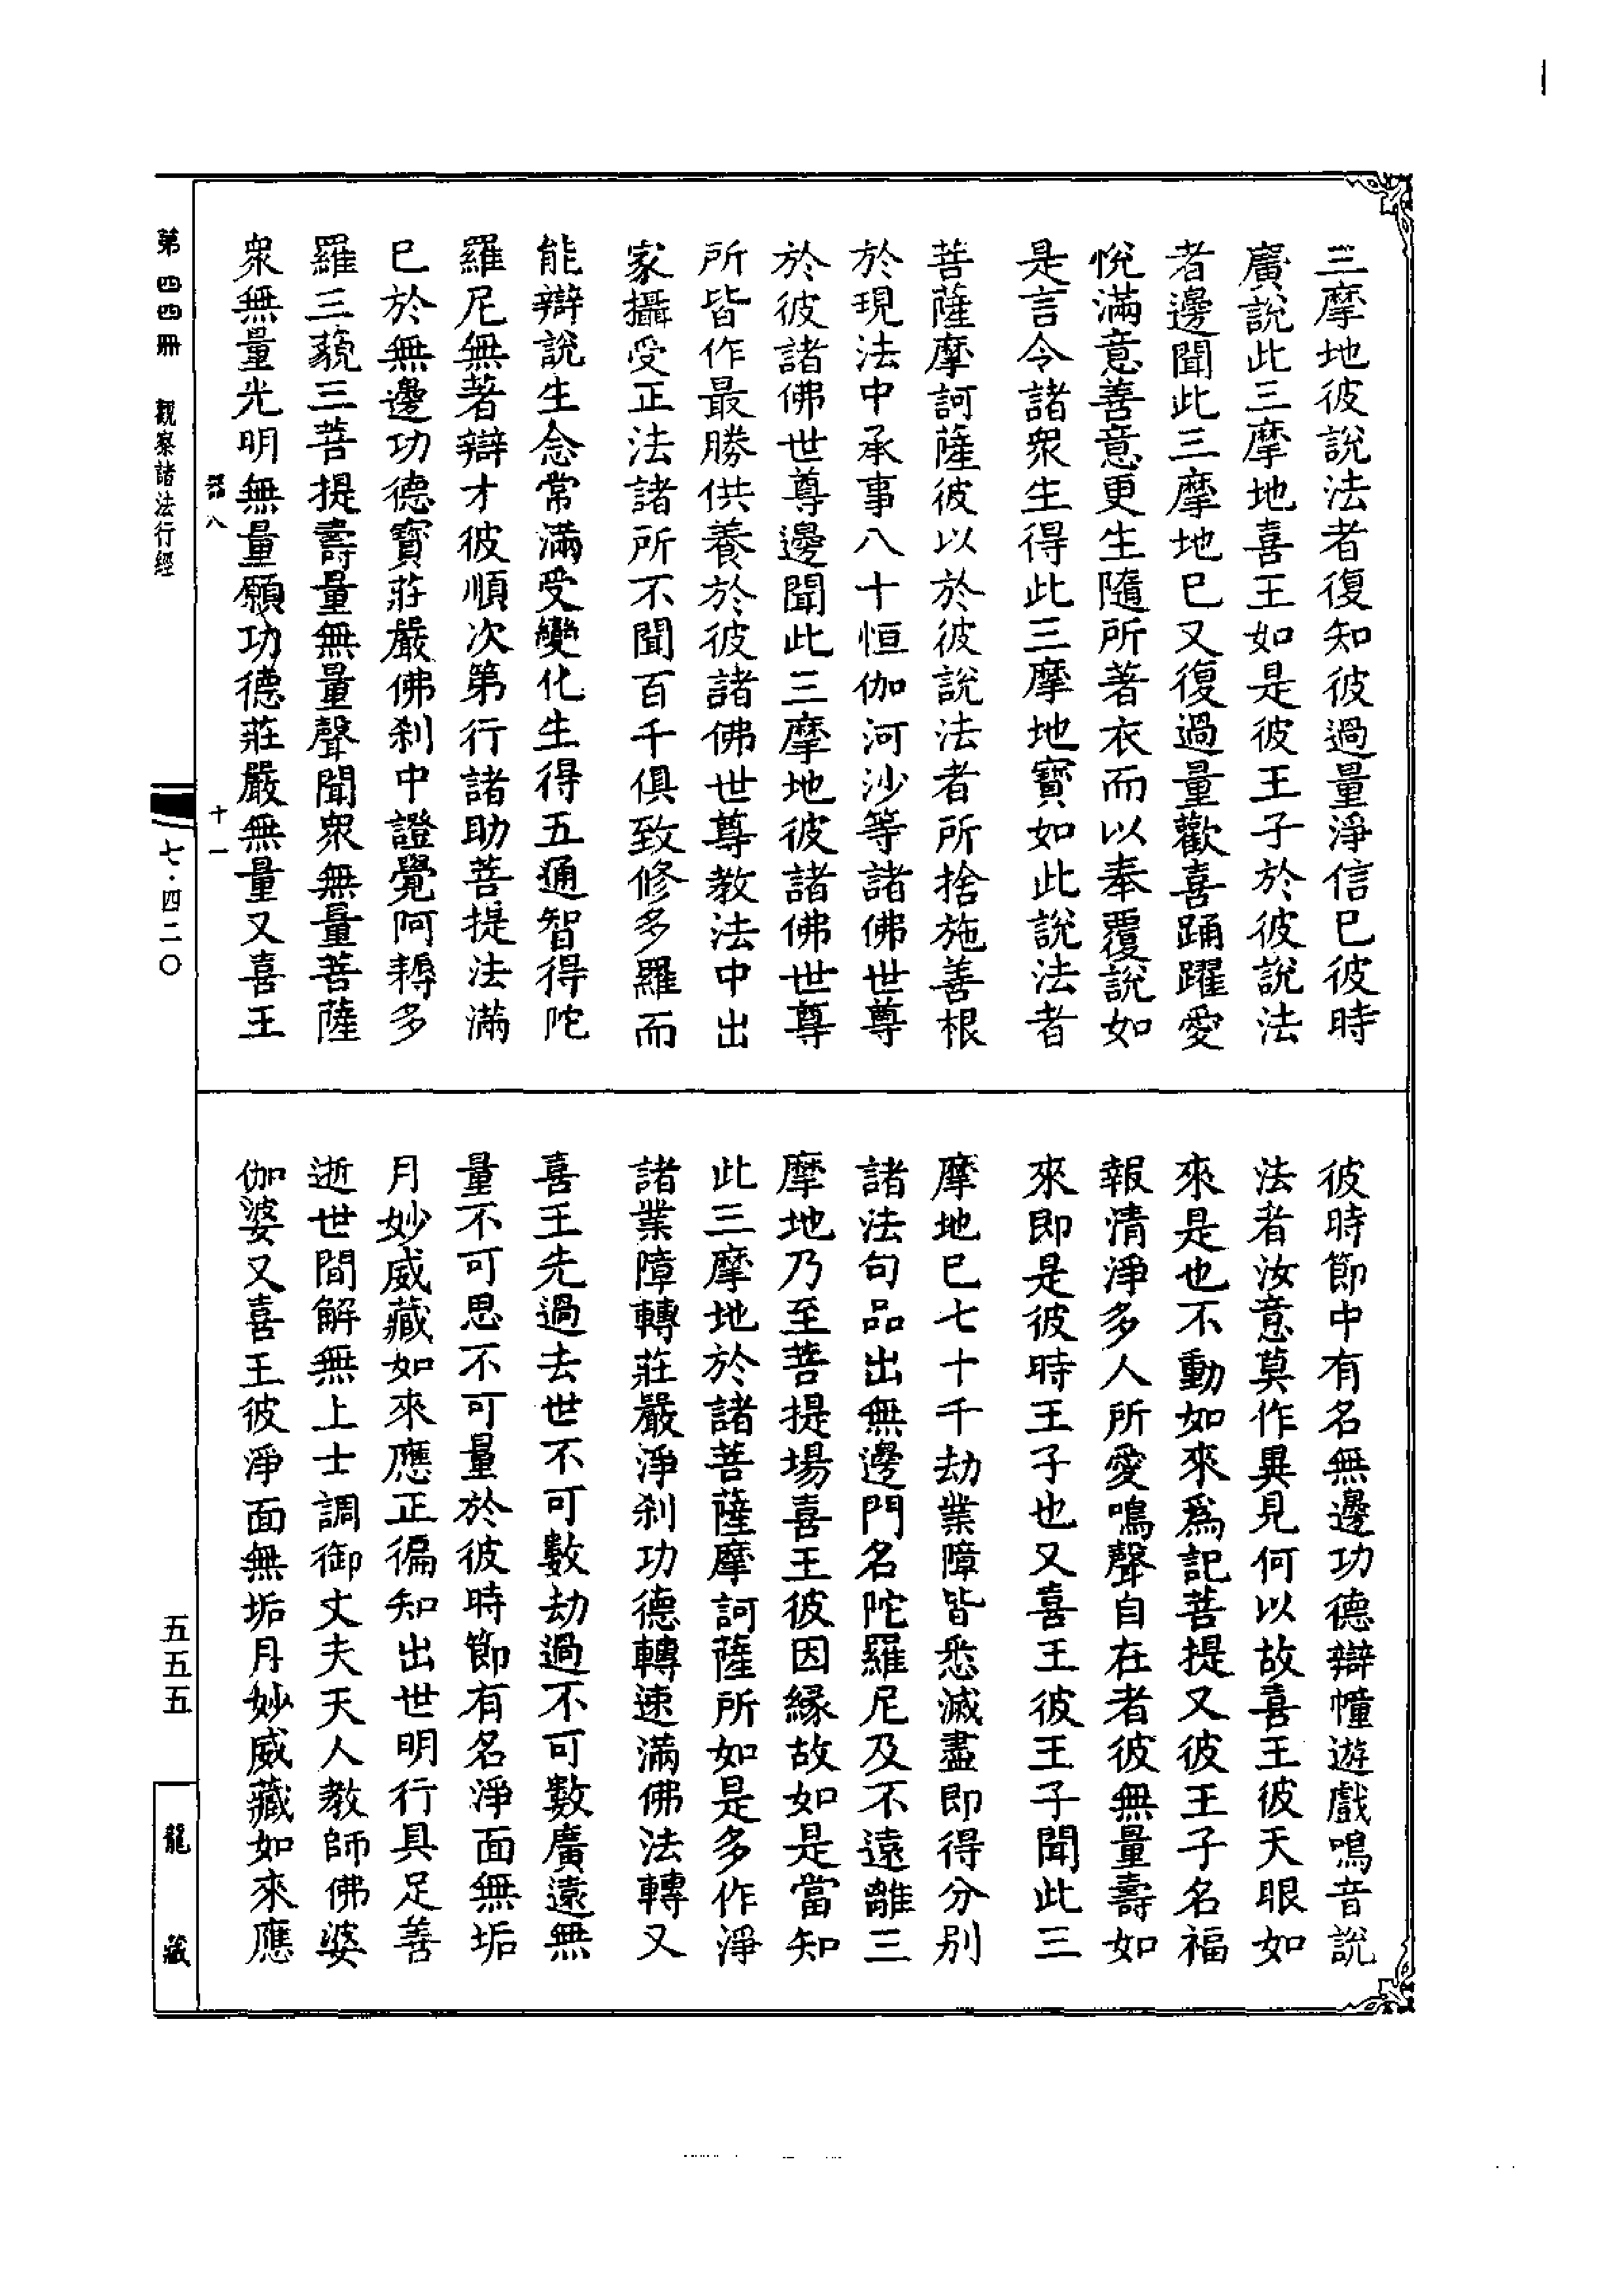 三摩地彼說法者復知彼過量淨信巳彼時
廣說此三摩地喜王如是彼王子於彼說法
者邊聞此三摩地巳又復過量歡喜踊躍愛
悅滿意善意更生隨所著衣而以奉覆說如
是言令諸衆生得此三摩地寶如此說法者
菩薩摩訶薩彼以於彼說法者所捨施善根
於現法中承事八十恒伽河沙等諸佛世尊
於彼諸佛世尊邊聞此三摩地彼諸佛世尊
所皆作最勝供養於彼諸佛世尊教法中出
家攝受正法諸所不聞百千俱致修多羅而
能辯說生念常滿受變化生得五通智得陀
羅尼無著辯才彼順次第行諸助菩提法滿
巳於無邊功德寶莊嚴佛刹中證覺阿耨多
羅三藐三菩提壽量無量聲聞衆無量菩薩
衆無量光明無量願功德莊嚴無量又喜王
彼時節中有名無邊功德辯幢遊戲鳴音說
法者汝意莫作異見何以故喜王彼天眼如
來是也不動如來爲記菩提又彼王子名福
報清淨多人所愛鳴聲自在者彼無量壽如
來即是彼時王子也又喜王彼王子聞此三
摩地巳七十千劫業障皆悉滅盡即得分別
諸法句品出無邊門名陀羅尼及不遠離三
摩地乃至菩提場喜王彼因緣故如是當知
此三摩地於諸菩薩摩訶薩所如是多作淨
諸業障轉莊嚴淨刹功德轉速滿佛法轉又
喜王先過去世不可數劫過不可數廣遠無
量不可思不可量於彼時節有名淨面無垢
月妙威藏如來應正徧知出世明行具足善
逝世間解無上士調御丈夫天人教師佛婆
伽婆又喜王彼淨面無垢月妙威藏如來應
器八
十一
第四四冊 觀察諸法行經
七·四二〇
五五五
龍藏